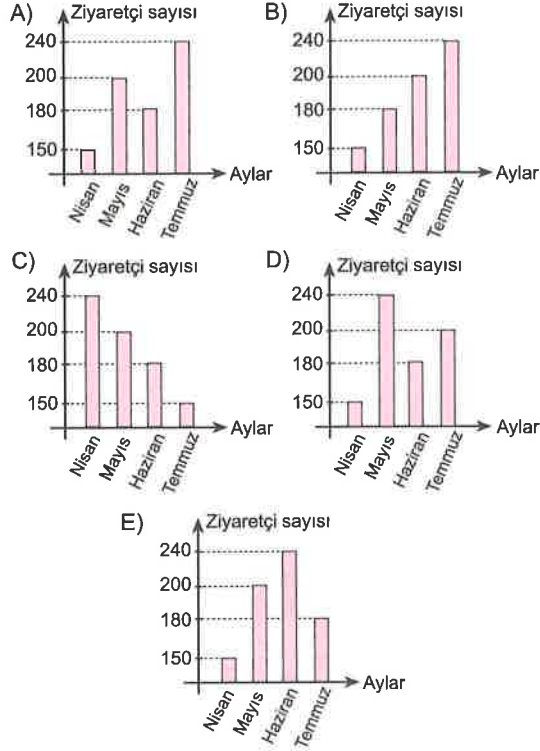 A) Ziyaretçi sayısı
240
200
180
150
Nisan Mayıs Haziran Temmuz
Aylar
B) Ziyaretçi sayısı
240
200
180
150
Nisan Mayıs Haziran Temmuz
Aylar
C) Ziyaretçi sayısı
240
200
180
150
Nisan Mayıs Haziran Temmuz
Aylar
D) Ziyaretçi sayısı
240
200
180
150
Nisan Mayıs Haziran Temmuz
Aylar
E) Ziyaretçi sayısı
240
200
180
150
Nisan Mayıs Haziran Temmuz
Aylar